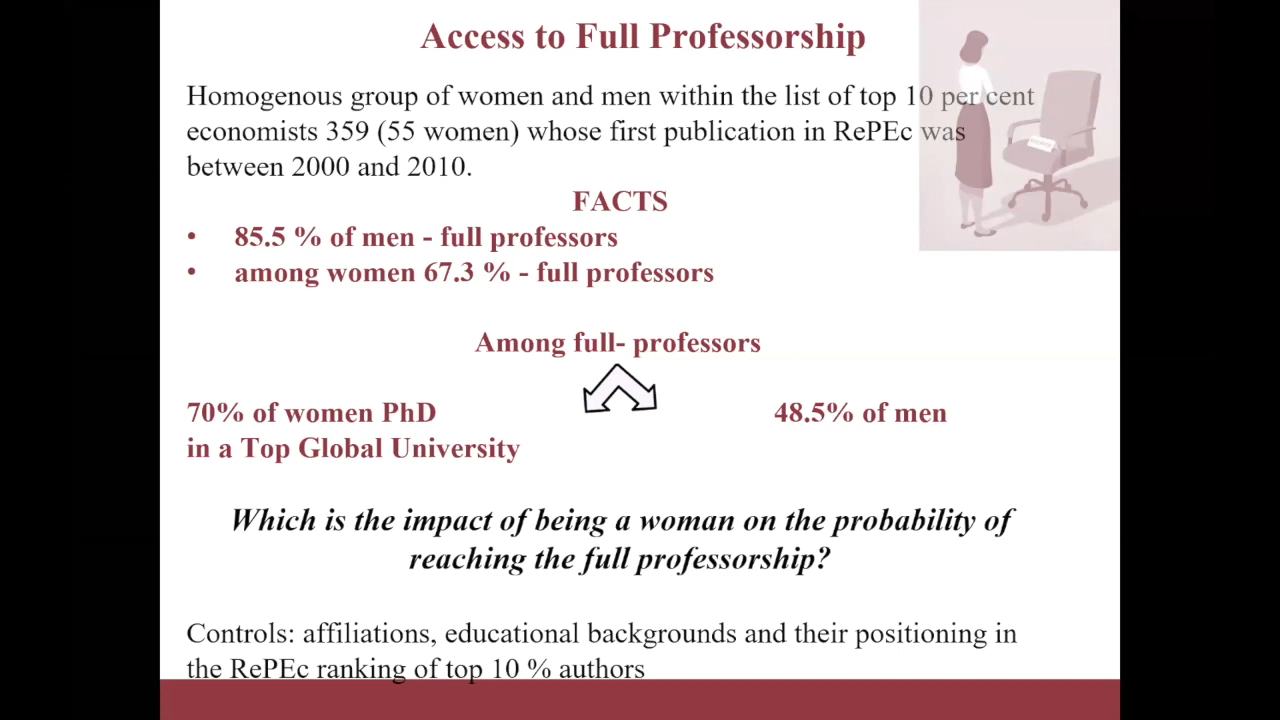 Access to Full Professorship
Homogenous group of women and men within the list of top 10 per cent
economists 359 (55 women) whose first publication in RePEc was
between 2000 and 2010.
FACTS
• 85.5 % of men - full professors
• among women 67.3 % - full professors
Among full- professors
70% of women PhD
in a Top Global University
48.5% of men
Which is the impact of being a woman on the probability of
reaching the full professorship?
Controls: affiliations, educational backgrounds and their positioning in
the RePEc ranking of top 10 % authors